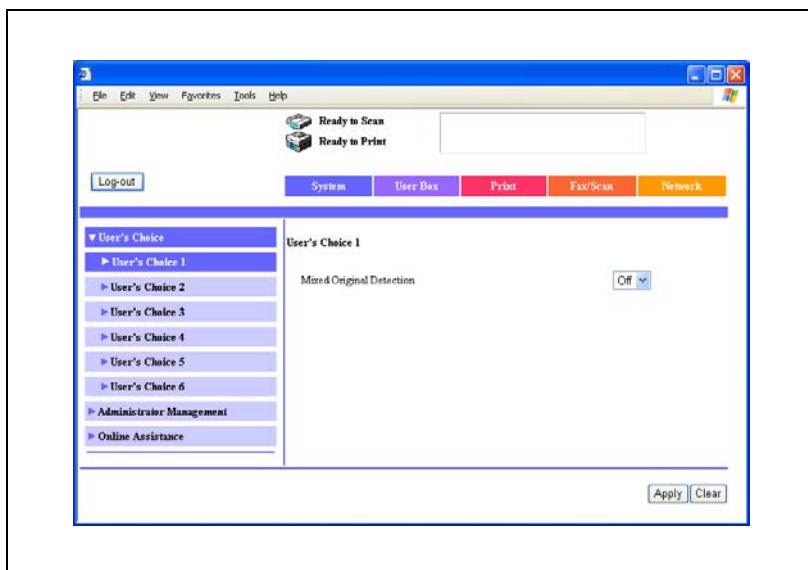 File Edit View Favorites Tools Help
Ready to Scan
Ready to Print
Log-out
System User Box Print Fax/Scan Network
User's Choice
User's Choice 1
User's Choice 2
User's Choice 3
User's Choice 4
User's Choice 5
User's Choice 6
Administrator Management
Online Assistance
User's Choice 1
Mixed Original Detection Off
Apply Clear